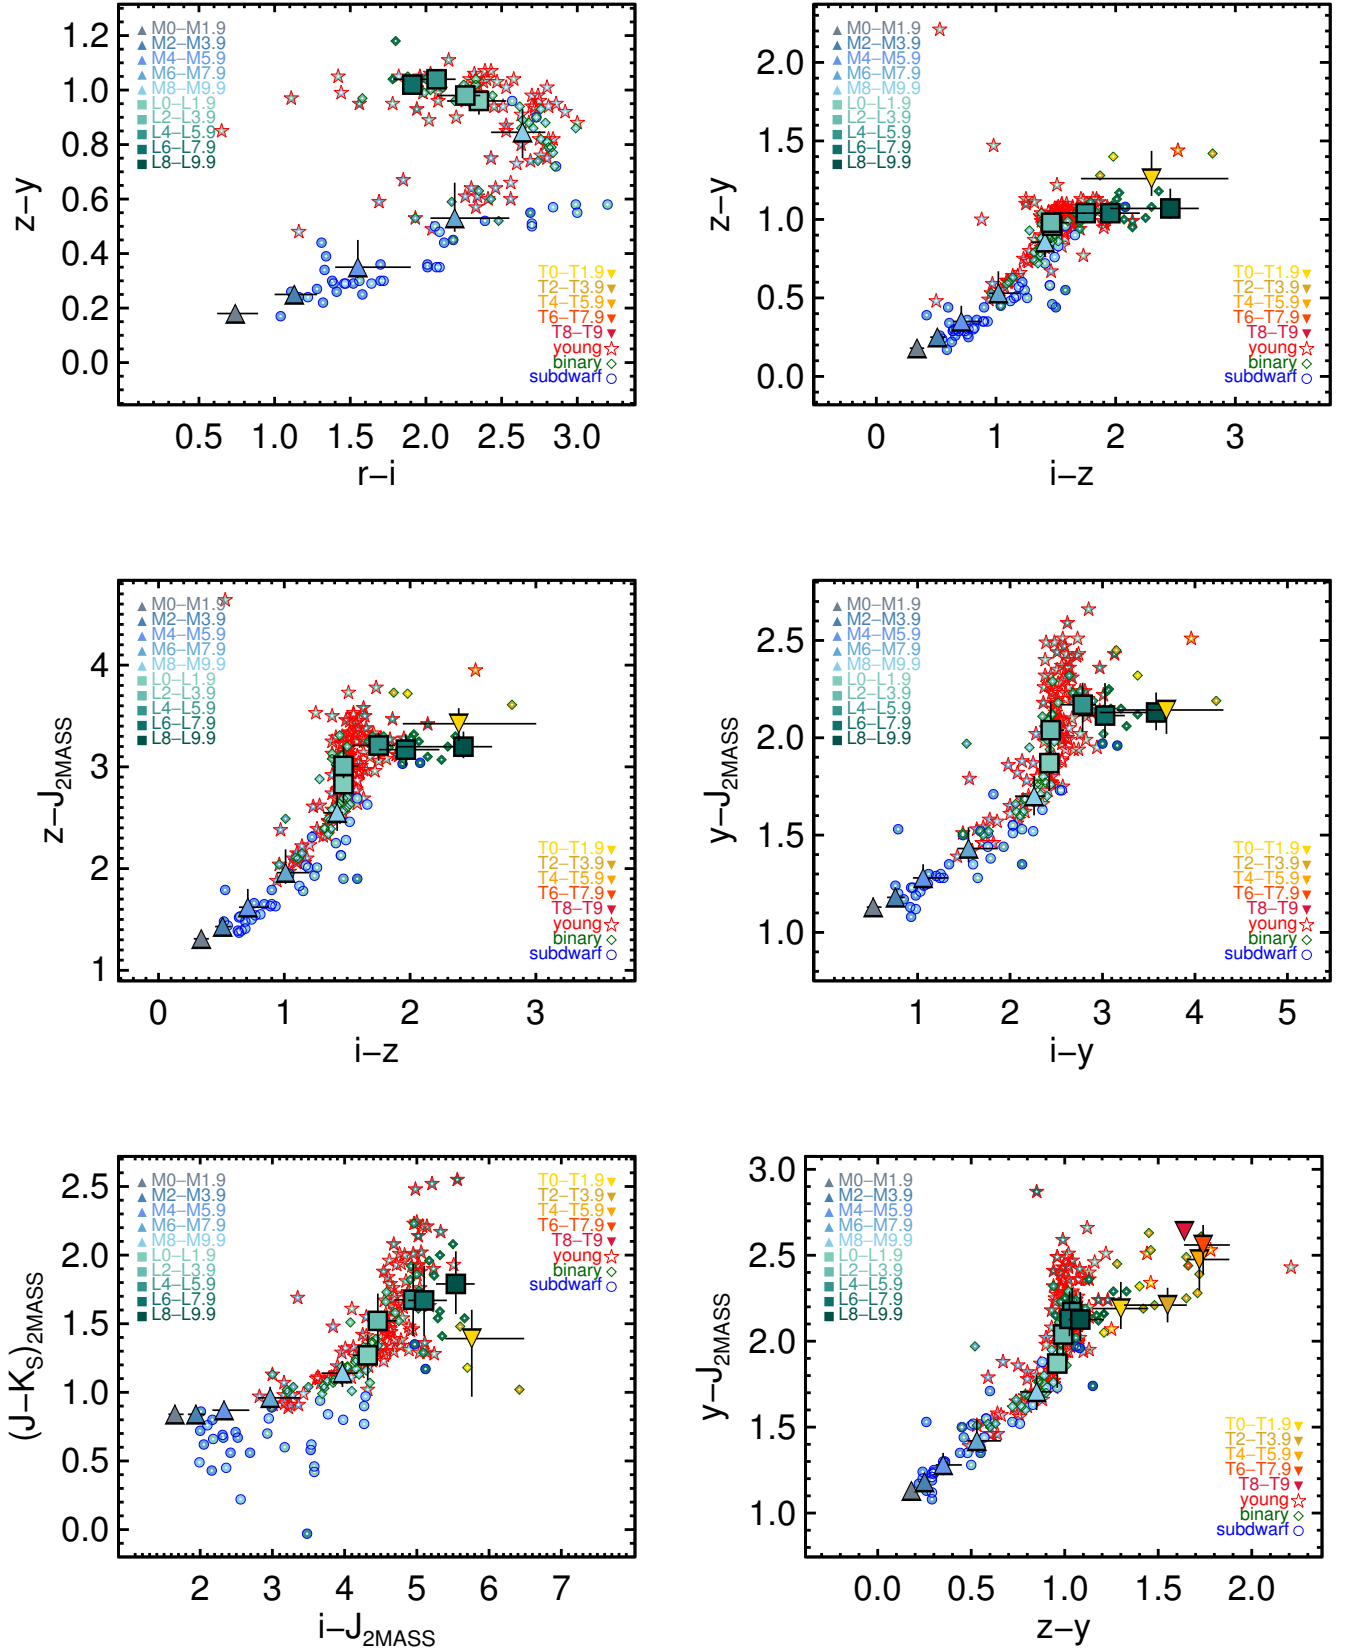 M0–M1.9
M2–M3.9
M4–M5.9
M6–M7.9
M8–M9.9
L0–L1.9
L2–L3.9
L4–L5.9
L6–L7.9
L8–L9.9
T0–T1.9
T2–T3.9
T4–T5.9
T6–T7.9
T8–T9
young
binary
subdwarf
1.2
1.0
0.8
0.6
0.4
0.2
0.0
z–y
0.5 1.0 1.5 2.0 2.5 3.0
r–i
M0–M1.9
M2–M3.9
M4–M5.9
M6–M7.9
M8–M9.9
L0–L1.9
L2–L3.9
L4–L5.9
L6–L7.9
L8–L9.9
T0–T1.9
T2–T3.9
T4–T5.9
T6–T7.9
T8–T9
young
binary
subdwarf
2.0
1.5
1.0
0.5
0.0
z–y
0 1 2 3
i–z
M0–M1.9
M2–M3.9
M4–M5.9
M6–M7.9
M8–M9.9
L0–L1.9
L2–L3.9
L4–L5.9
L6–L7.9
L8–L9.9
T0–T1.9
T2–T3.9
T4–T5.9
T6–T7.9
T8–T9
young
binary
subdwarf
4
3
2
1
z–J2MASS
0 1 2 3
i–z
M0–M1.9
M2–M3.9
M4–M5.9
M6–M7.9
M8–M9.9
L0–L1.9
L2–L3.9
L4–L5.9
L6–L7.9
L8–L9.9
T0–T1.9
T2–T3.9
T4–T5.9
T6–T7.9
T8–T9
young
binary
subdwarf
2.5
2.0
1.5
1.0
y–J2MASS
1 2 3 4 5
i–y
M0–M1.9
M2–M3.9
M4–M5.9
M6–M7.9
M8–M9.9
L0–L1.9
L2–L3.9
L4–L5.9
L6–L7.9
L8–L9.9
T0–T1.9
T2–T3.9
T4–T5.9
T6–T7.9
T8–T9
young
binary
subdwarf
2.5
2.0
1.5
1.0
0.5
0.0
(J–KS)2MASS
2 3 4 5 6 7
i–J2MASS
M0–M1.9
M2–M3.9
M4–M5.9
M6–M7.9
M8–M9.9
L0–L1.9
L2–L3.9
L4–L5.9
L6–L7.9
L8–L9.9
T0–T1.9
T2–T3.9
T4–T5.9
T6–T7.9
T8–T9
young
binary
subdwarf
3.0
2.5
2.0
1.5
1.0
y–J2MASS
0.0 0.5 1.0 1.5 2.0
z–y